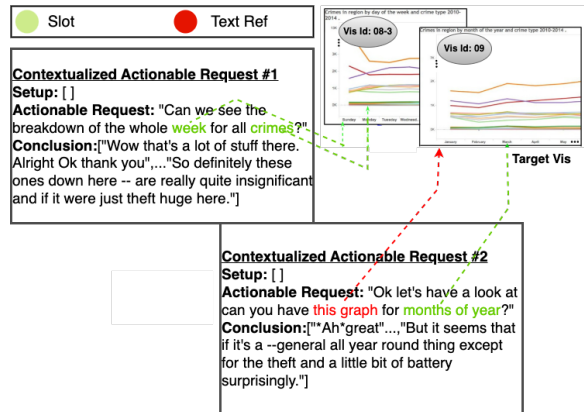 Slot
Text Ref
Crimes in region by day of the week and crime type 2010-
2014 .
Vis Id: 08-3
Sunday Monday Tuesday
Crimes in region by month of the year and crime type 2010-2014 .
Vis Id: 09
January February March April May
Target Vis
Contextualized Actionable Request #1
Setup: [ ]
Actionable Request: "Can we see the
breakdown of the whole week for all crimes?"
Conclusion:["Wow that's a lot of stuff there.
Alright Ok thank you",..."So definitely these
ones down here -- are really quite insignificant
and if it were just theft huge here."]
Contextualized Actionable Request #2
Setup: [ ]
Actionable Request: "Ok let's have a look at
can you have this graph for months of year?"
Conclusion:["*Ah*great"...,"But it seems that
if it's a --general all year round thing except
for the theft and a little bit of battery
surprisingly."]